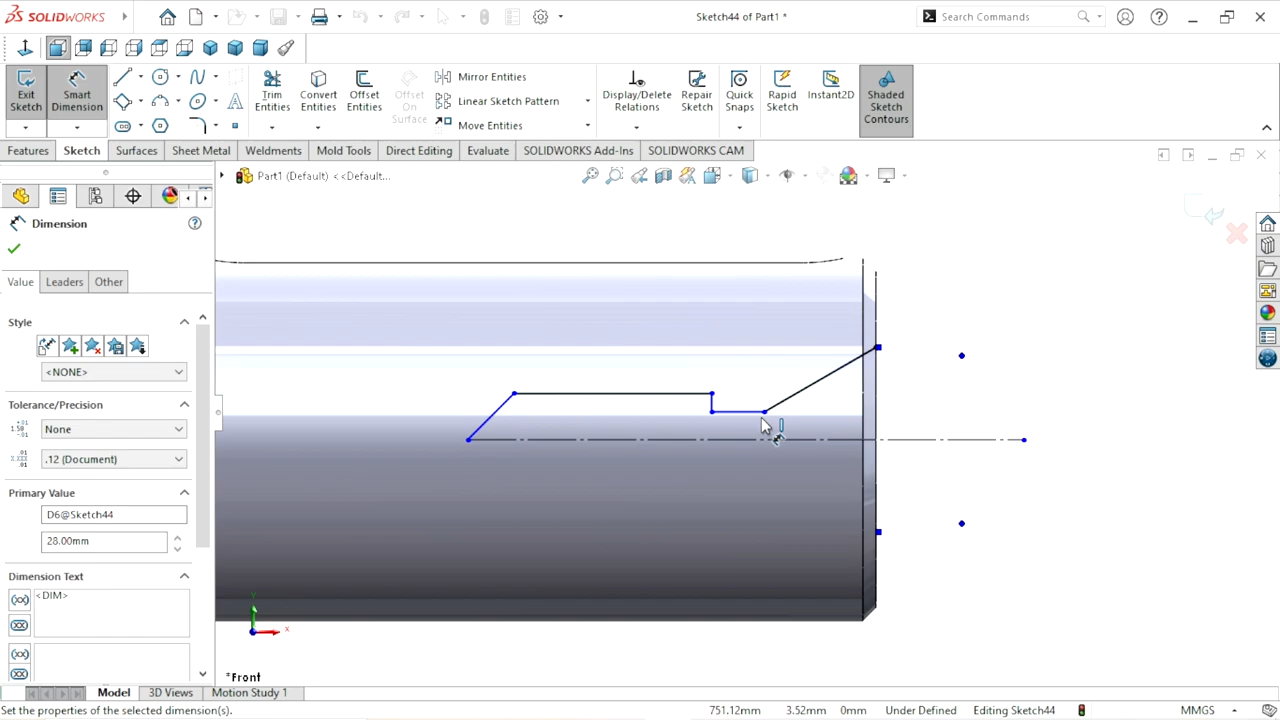 SOLIDWORKS
Sketch44 of Part1 *
Search Commands
Exit Sketch
Smart Dimension
Trim Entities
Convert Entities
Offset Entities
Offset On Surface
Mirror Entities
Linear Sketch Pattern
Move Entities
Display/Delete Relations
Repair Sketch
Quick Snaps
Rapid Sketch
Instant2D
Shaded Sketch Contours
Features
Sketch
Surfaces
Sheet Metal
Weldments
Mold Tools
Direct Editing
Evaluate
SOLIDWORKS Add-Ins
SOLIDWORKS CAM
Part1 (Default) <<Default...
Dimension
Value
Leaders
Other
Style
<NONE>
Tolerance/Precision
None
.12 (Document)
Primary Value
D6@Sketch44
28.00mm
Dimension Text
<DIM>
Y
X
*Front
Model
3D Views
Motion Study 1
Set the properties of the selected dimension(s).
751.12mm
3.52mm
0mm
Under Defined
Editing Sketch44
MMGS